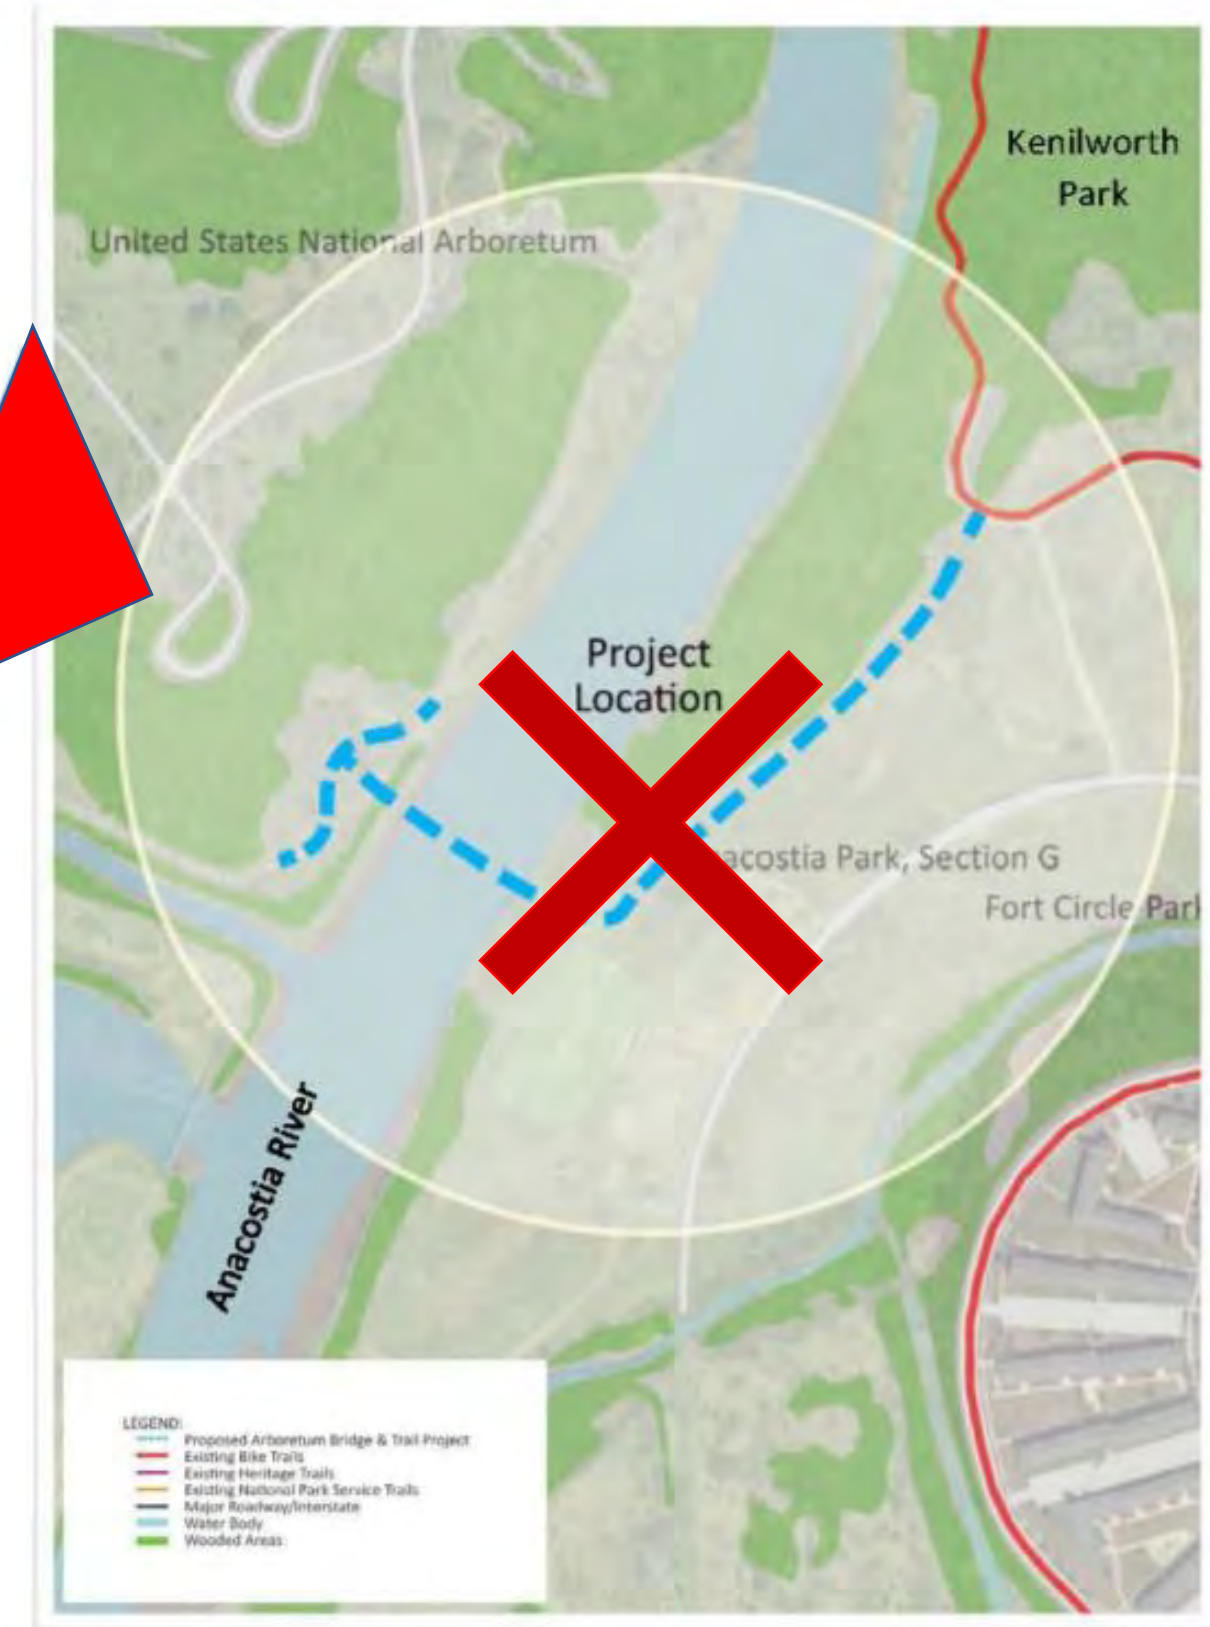 Kenilworth
Park
United States National Arboretum
Project
Location
acostia Park, Section G
Fort Circle Park
Anacostia River
LEGEND:
Proposed Arboretum Bridge & Trail Project
Existing Bike Trails
Existing Heritage Trails
Existing National Park Service Trails
Major Roadway/Interstate
Water Body
Wooded Areas